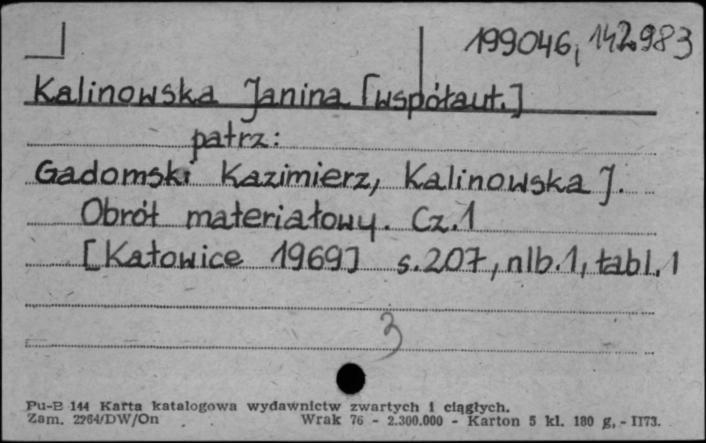 199046, 142983
Kalinowska Janina [współaut.]
patrz:
Gadomski Kazimierz, Kalinowska J.
Obrót materiałowy. Cz.1
[Katowice 1969] s.207, nlb.1, tabl.1
3
Pu-B 144 Karta katalogowa wydawnictw zwartych i ciągłych.
Zam. 2264/DW/On Wrak 76 - 2.300.000 - Karton 5 kl. 180 g. - II73.